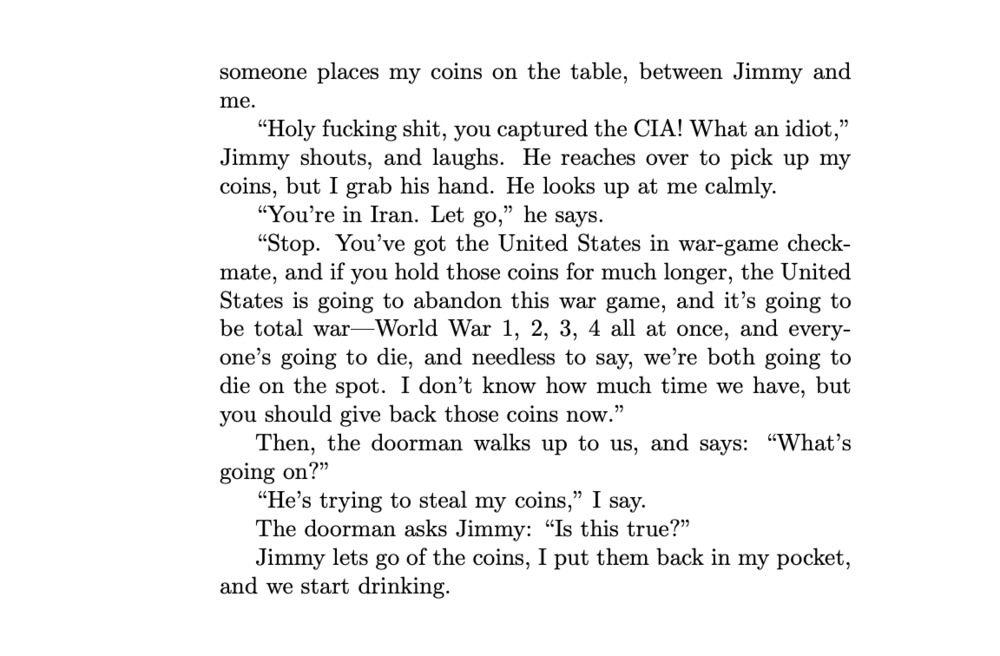 someone places my coins on the table, between Jimmy and
me.
“Holy fucking shit, you captured the CIA! What an idiot,”
Jimmy shouts, and laughs. He reaches over to pick up my
coins, but I grab his hand. He looks up at me calmly.
“You’re in Iran. Let go,” he says.
“Stop. You’ve got the United States in war-game check-
mate, and if you hold those coins for much longer, the United
States is going to abandon this war game, and it’s going to
be total war—World War 1, 2, 3, 4 all at once, and every-
one’s going to die, and needless to say, we’re both going to
die on the spot. I don’t know how much time we have, but
you should give back those coins now.”
Then, the doorman walks up to us, and says: “What’s
going on?”
“He’s trying to steal my coins,” I say.
The doorman asks Jimmy: “Is this true?”
Jimmy lets go of the coins, I put them back in my pocket,
and we start drinking.